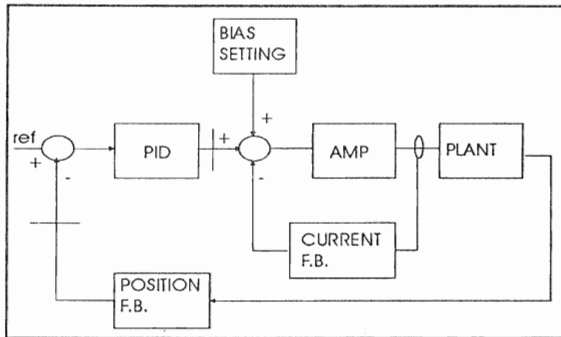 BIAS
SETTING
ref
+
-
PID
+
+
-
AMP
PLANT
CURRENT
F.B.
POSITION
F.B.